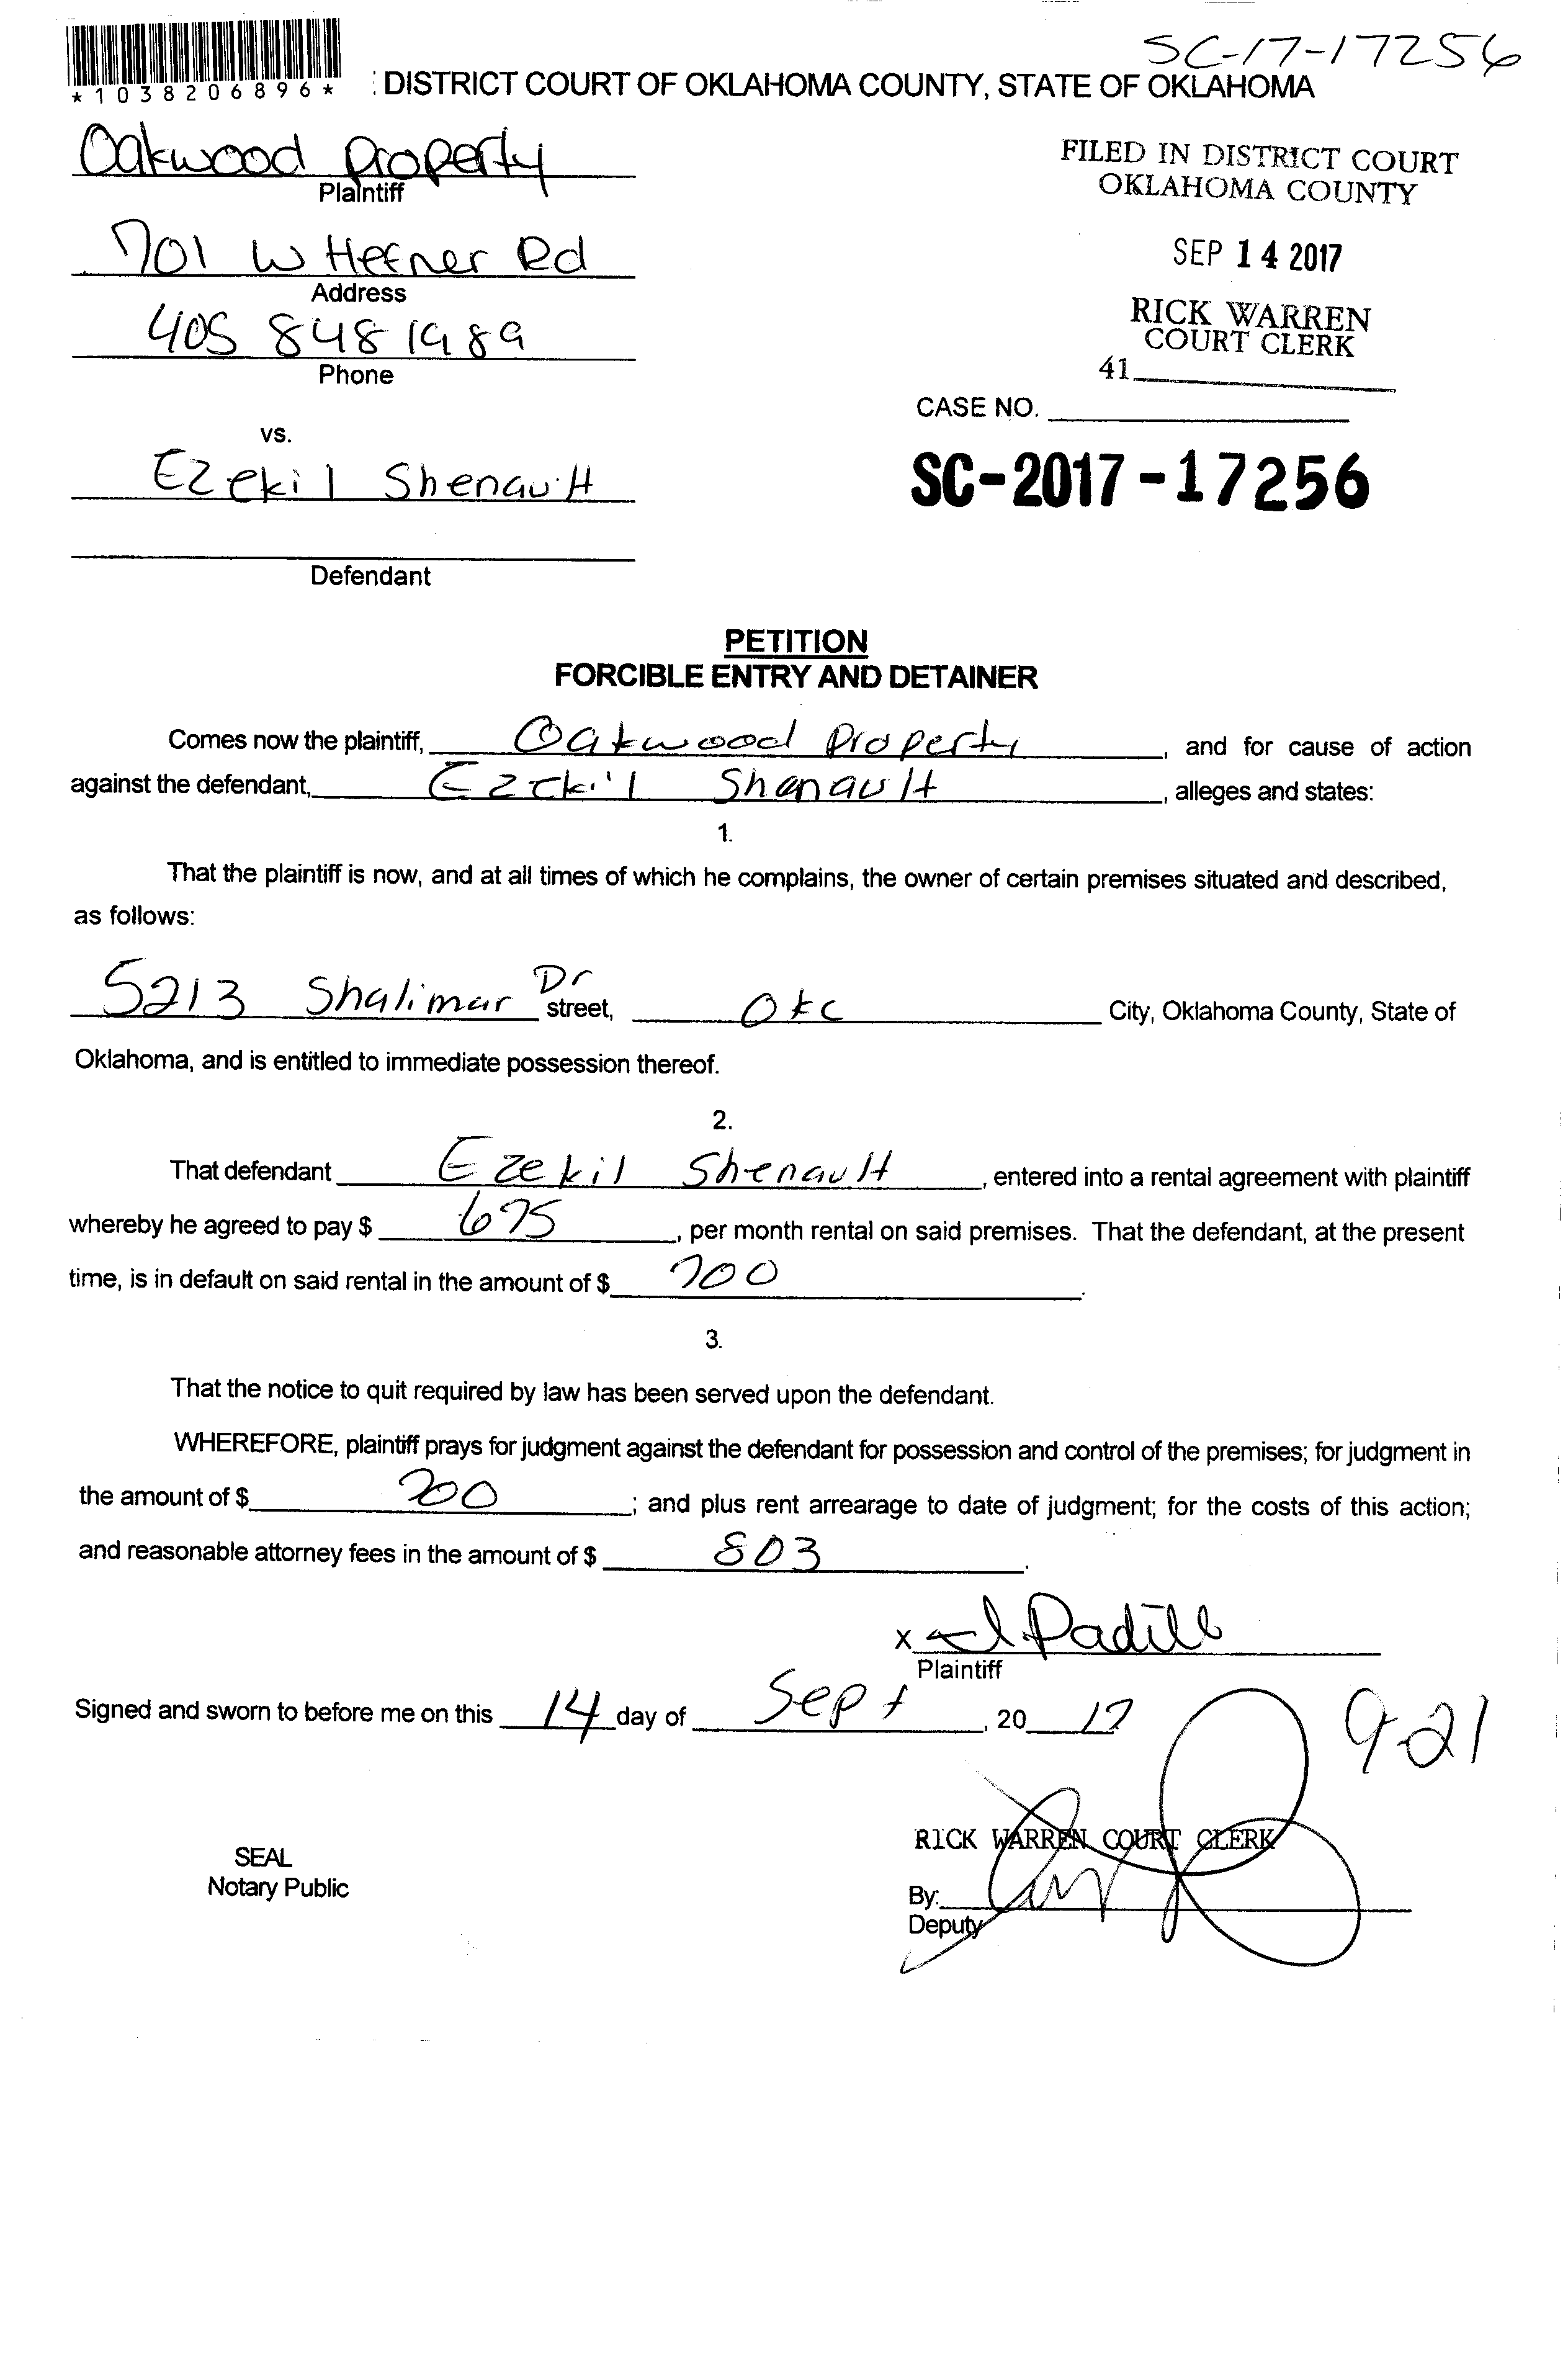 SC-17-17256
*1038206896*
: DISTRICT COURT OF OKLAHOMA COUNTY, STATE OF OKLAHOMA
Oakwood Property
Plaintiff
FILED IN DISTRICT COURT
OKLAHOMA COUNTY
701 W Hefner Rd
Address
SEP 14 2017
405 848 1989
Phone
RICK WARREN
COURT CLERK
41
CASE NO.
vs.
Ezekil Shenault
SC-2017-17256
Defendant
PETITION
FORCIBLE ENTRY AND DETAINER
Comes now the plaintiff, Oakwood Property, and for cause of action
against the defendant, Ezekil Shenault, alleges and states:
1.
That the plaintiff is now, and at all times of which he complains, the owner of certain premises situated and described,
as follows:
5213 Shalimar Dr street, OKC City, Oklahoma County, State of
Oklahoma, and is entitled to immediate possession thereof.
2.
That defendant Ezekil Shenault, entered into a rental agreement with plaintiff
whereby he agreed to pay $ 675, per month rental on said premises. That the defendant, at the present
time, is in default on said rental in the amount of $ 700.
3.
That the notice to quit required by law has been served upon the defendant.
WHEREFORE, plaintiff prays for judgment against the defendant for possession and control of the premises; for judgment in
the amount of $ 700; and plus rent arrearage to date of judgment; for the costs of this action;
and reasonable attorney fees in the amount of $ 803.
x Padill
Plaintiff
Signed and sworn to before me on this 14 day of Sept, 20 17
9-21
RICK WARREN COURT CLERK
SEAL
Notary Public
By:
Deputy